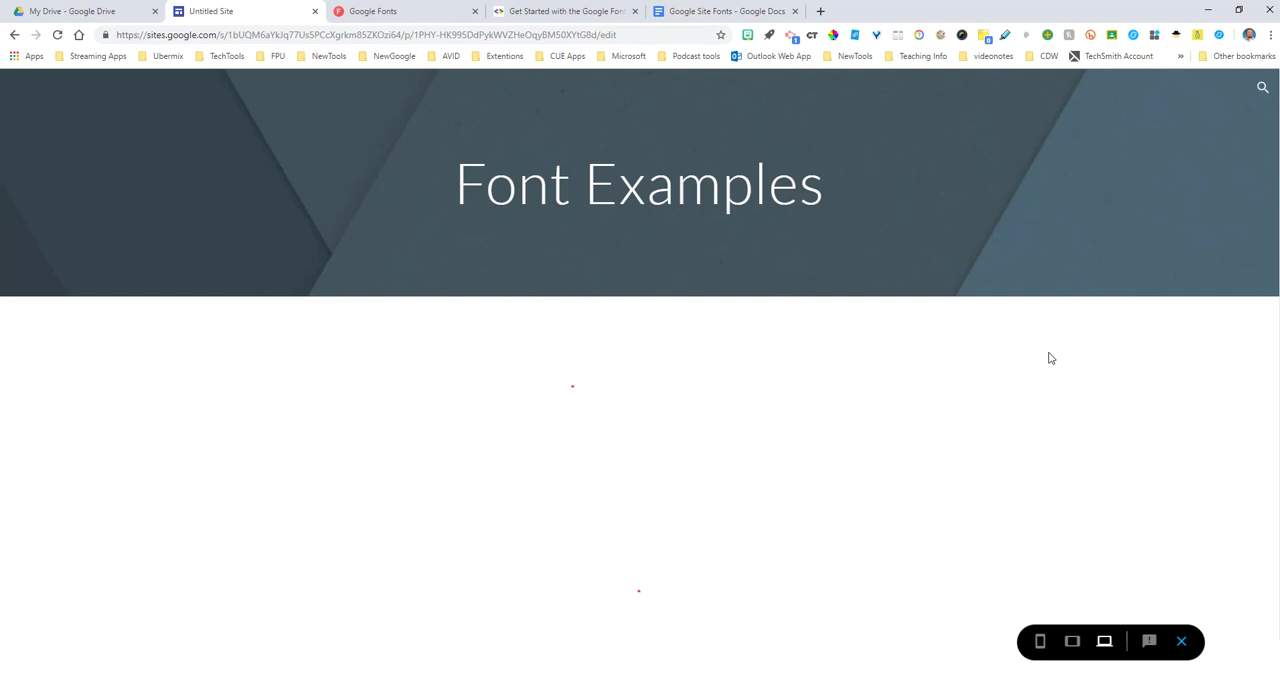 My Drive - Google Drive
Untitled Site
Google Fonts
Get Started with the Google Fon
Google Site Fonts - Google Docs
https://sites.google.com/s/1bUQM6aYkJq77UsSPCcXgrkm85ZKOzi64/p/1PHY-HK995DdPykWVZHeOqyBM50XYtG8d/edit
Apps
Streaming Apps
Ubermix
TechTools
FPU
NewTools
NewGoogle
AVID
Extentions
CUE Apps
Microsoft
Podcast tools
Outlook Web App
NewTools
Teaching Info
videonotes
CDW
TechSmith Account
»
Other bookmarks
Font Examples